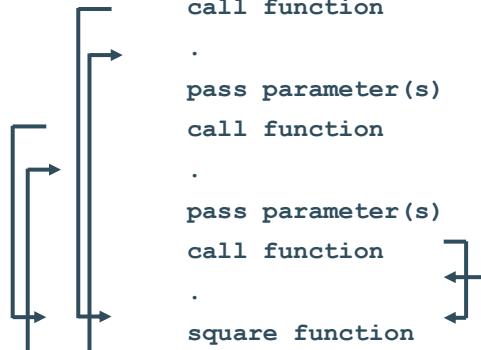 call function
.
pass parameter(s)
call function
.
pass parameter(s)
call function
.
square function